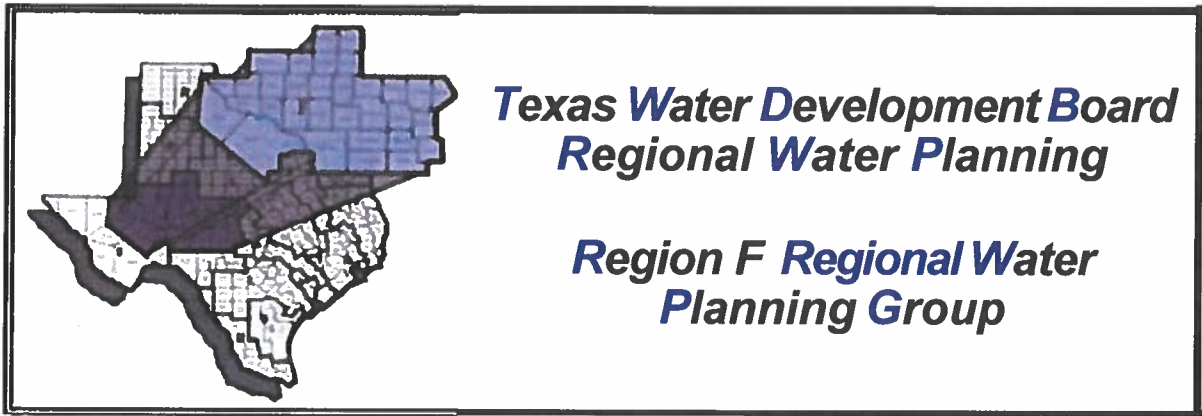 Texas Water Development Board
Regional Water Planning
Region F Regional Water
Planning Group